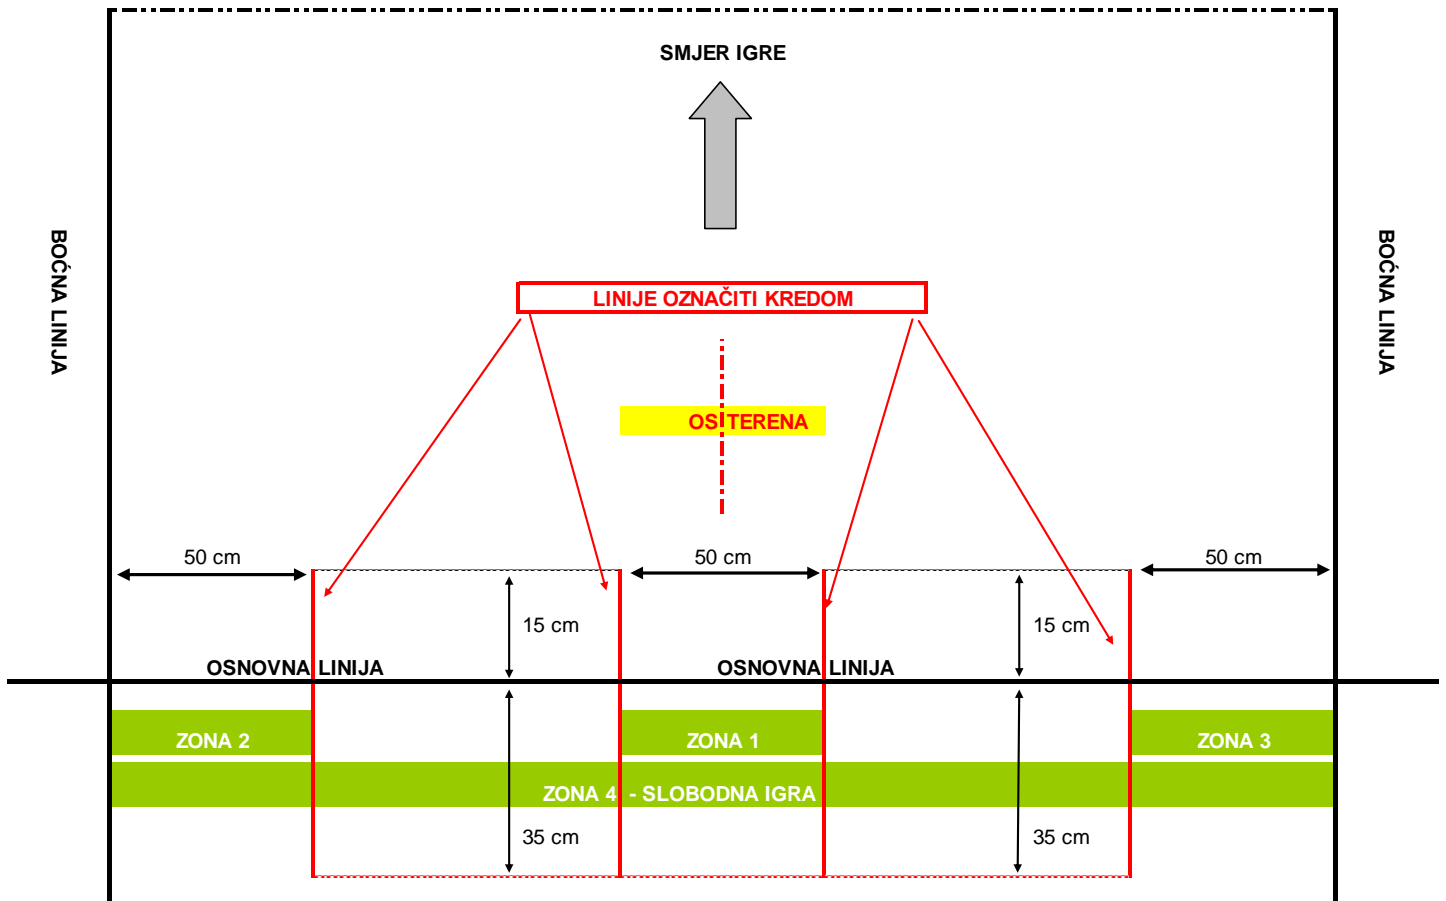 SMJER IGRE
BOĆNA LINIJA
BOĆNA LINIJA
LINIJE OZNAČITI KREDOM
OS TERENA
50 cm
50 cm
50 cm
15 cm
15 cm
OSNOVNA LINIJA
OSNOVNA LINIJA
ZONA 2
ZONA 1
ZONA 3
ZONA 4 - SLOBODNA IGRA
35 cm
35 cm